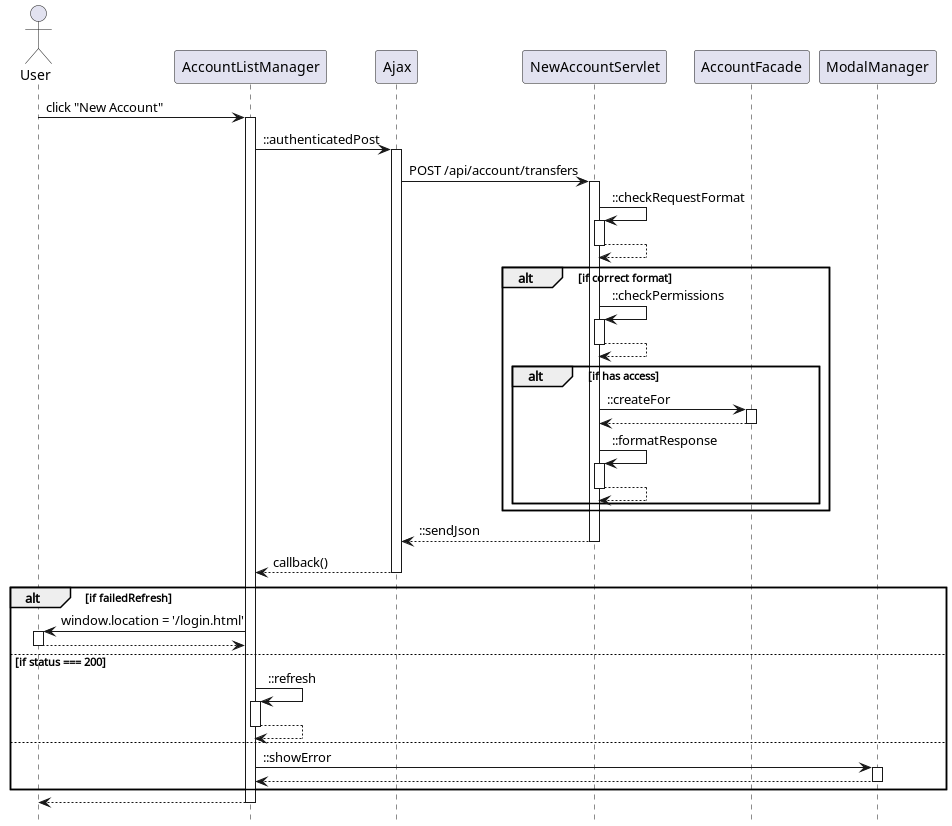 User
AccountListManager
Ajax
NewAccountServlet
AccountFacade
ModalManager
click "New Account"
::authenticatedPost
POST /api/account/transfers
::checkRequestFormat
alt [if correct format]
::checkPermissions
alt [if has access]
::createFor
::formatResponse
::sendJson
callback()
alt [if failedRefresh]
window.location = '/login.html'
[if status === 200]
::refresh
::showError